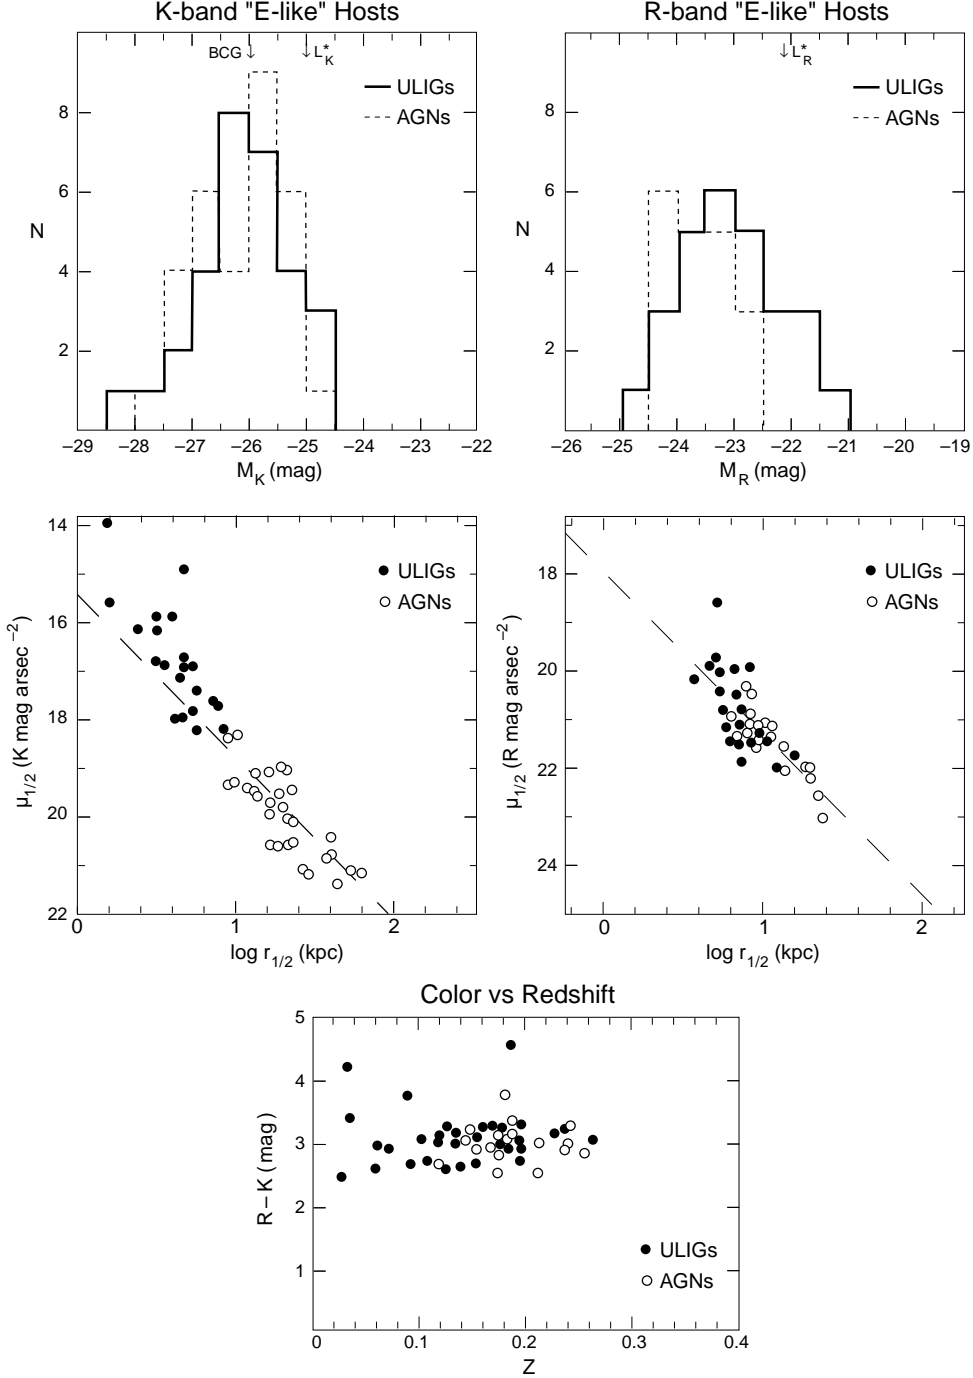 K-band "E-like" Hosts
R-band "E-like" Hosts
BCG ↓ ↓ L*K
↓ L*R
ULIGs
AGNs
ULIGs
AGNs
8
6
N
4
2
8
6
N
4
2
−29 −28 −27 −26 −25 −24 −23 −22
MK (mag)
−26 −25 −24 −23 −22 −21 −20 −19
MR (mag)
14
16
18
20
22
μ1/2 (K mag arsec−2)
ULIGs
AGNs
0 1 2
log r1/2 (kpc)
18
20
22
24
μ1/2 (R mag arsec−2)
ULIGs
AGNs
0 1 2
log r1/2 (kpc)
Color vs Redshift
5
4
3
2
1
R−K (mag)
ULIGs
AGNs
0 0.1 0.2 0.3 0.4
Z